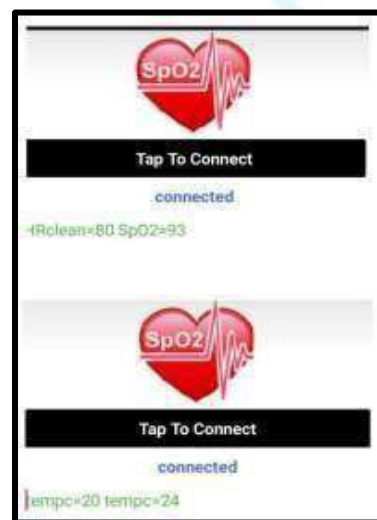 SpO2
Tap To Connect
connected
HRclean=80 SpO2=93
SpO2
Tap To Connect
connected
tempc=20 tempc=24